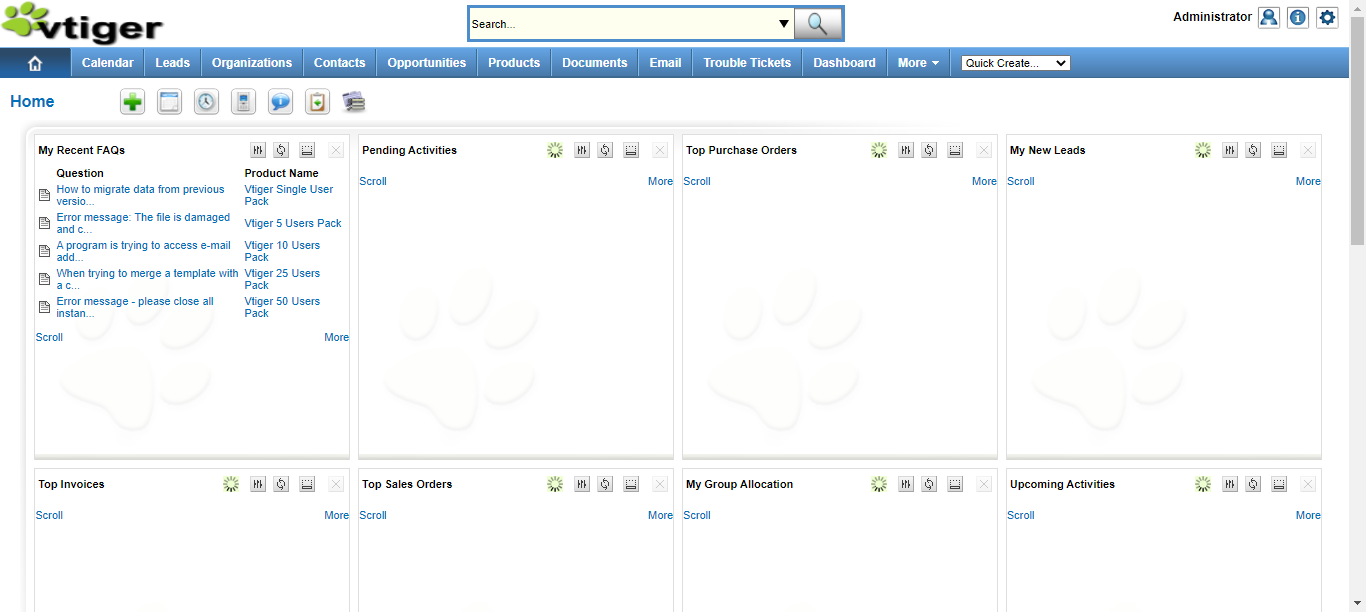 vtiger
Search...
Administrator
Calendar Leads Organizations Contacts Opportunities Products Documents Email Trouble Tickets Dashboard More Quick Create...
Home
My Recent FAQs
Question Product Name
How to migrate data from previous versio...
Vtiger Single User Pack
Error message: The file is damaged and c...
Vtiger 5 Users Pack
A program is trying to access e-mail add...
Vtiger 10 Users Pack
When trying to merge a template with a c...
Vtiger 25 Users Pack
Error message - please close all instan...
Vtiger 50 Users Pack
Scroll More
Pending Activities
Scroll More
Top Purchase Orders
Scroll More
My New Leads
Scroll More
Top Invoices
Scroll More
Top Sales Orders
Scroll More
My Group Allocation
Scroll
Upcoming Activities
Scroll More